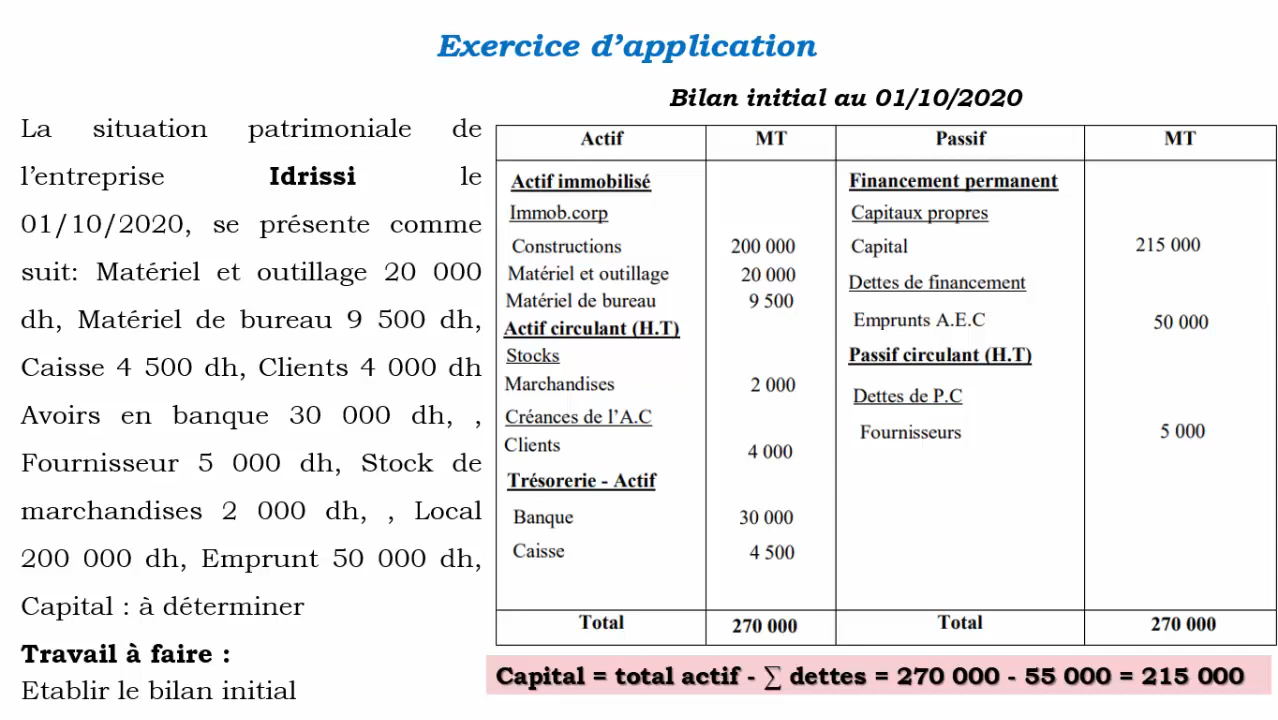 Exercice d'application
La situation patrimoniale de
l'entreprise Idrissi le
01/10/2020, se présente comme
suit: Matériel et outillage 20 000
dh, Matériel de bureau 9 500 dh,
Caisse 4 500 dh, Clients 4 000 dh
Avoirs en banque 30 000 dh, ,
Fournisseur 5 000 dh, Stock de
marchandises 2 000 dh, , Local
200 000 dh, Emprunt 50 000 dh,
Capital : à déterminer
Travail à faire :
Etablir le bilan initial
Bilan initial au 01/10/2020
Actif MT Passif MT
Actif immobilisé Financement permanent
Immob.corp Capitaux propres
Constructions 200 000 Capital 215 000
Matériel et outillage 20 000 Dettes de financement
Matériel de bureau 9 500 Emprunts A.E.C 50 000
Actif circulant (H.T)
Stocks Passif circulant (H.T)
Marchandises 2 000 Dettes de P.C
Créances de l'A.C
Clients 4 000 Fournisseurs 5 000
Trésorerie - Actif
Banque 30 000
Caisse 4 500
Total 270 000 Total 270 000
Capital = total actif - ∑ dettes = 270 000 - 55 000 = 215 000